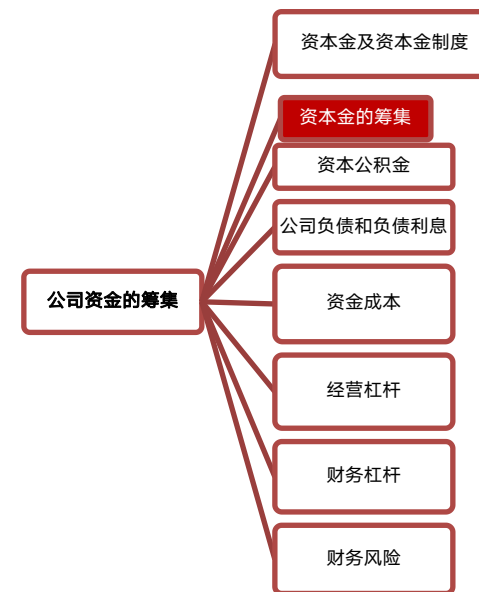 资本金及资本金制度
资本金的筹集
资本公积金
公司负债和负债利息
公司资金的筹集
资金成本
经营杠杆
财务杠杆
财务风险